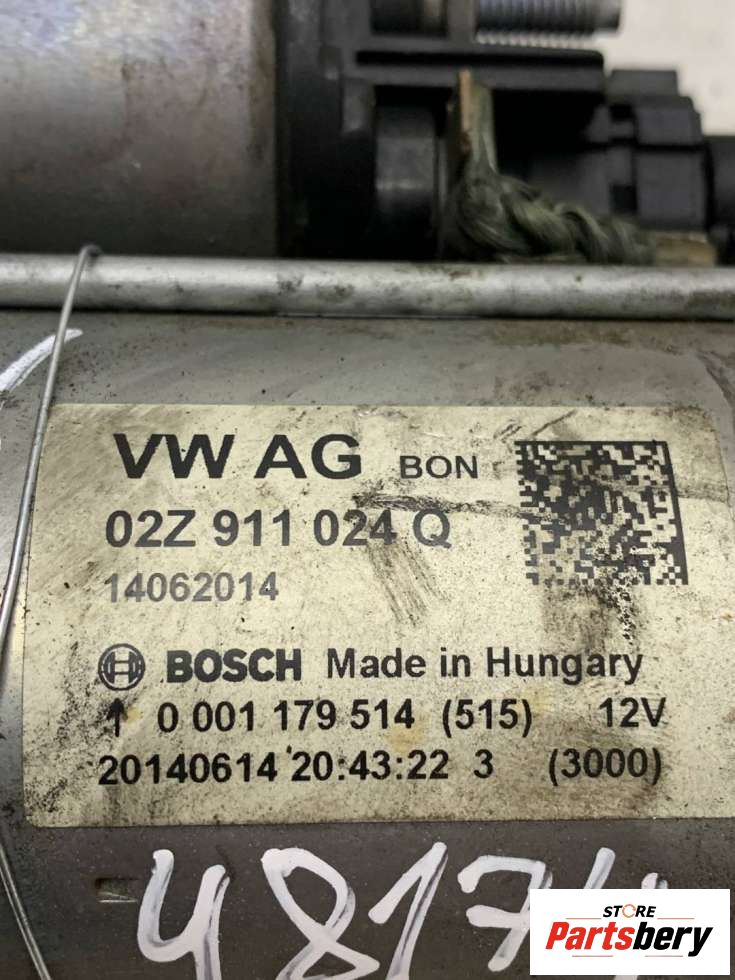 VW AG BON
02Z 911 024 Q
14062014
BOSCH Made in Hungary
↑ 0 001 179 514 (515) 12V
20140614 20:43:22 3 (3000)
STORE
Partsbery